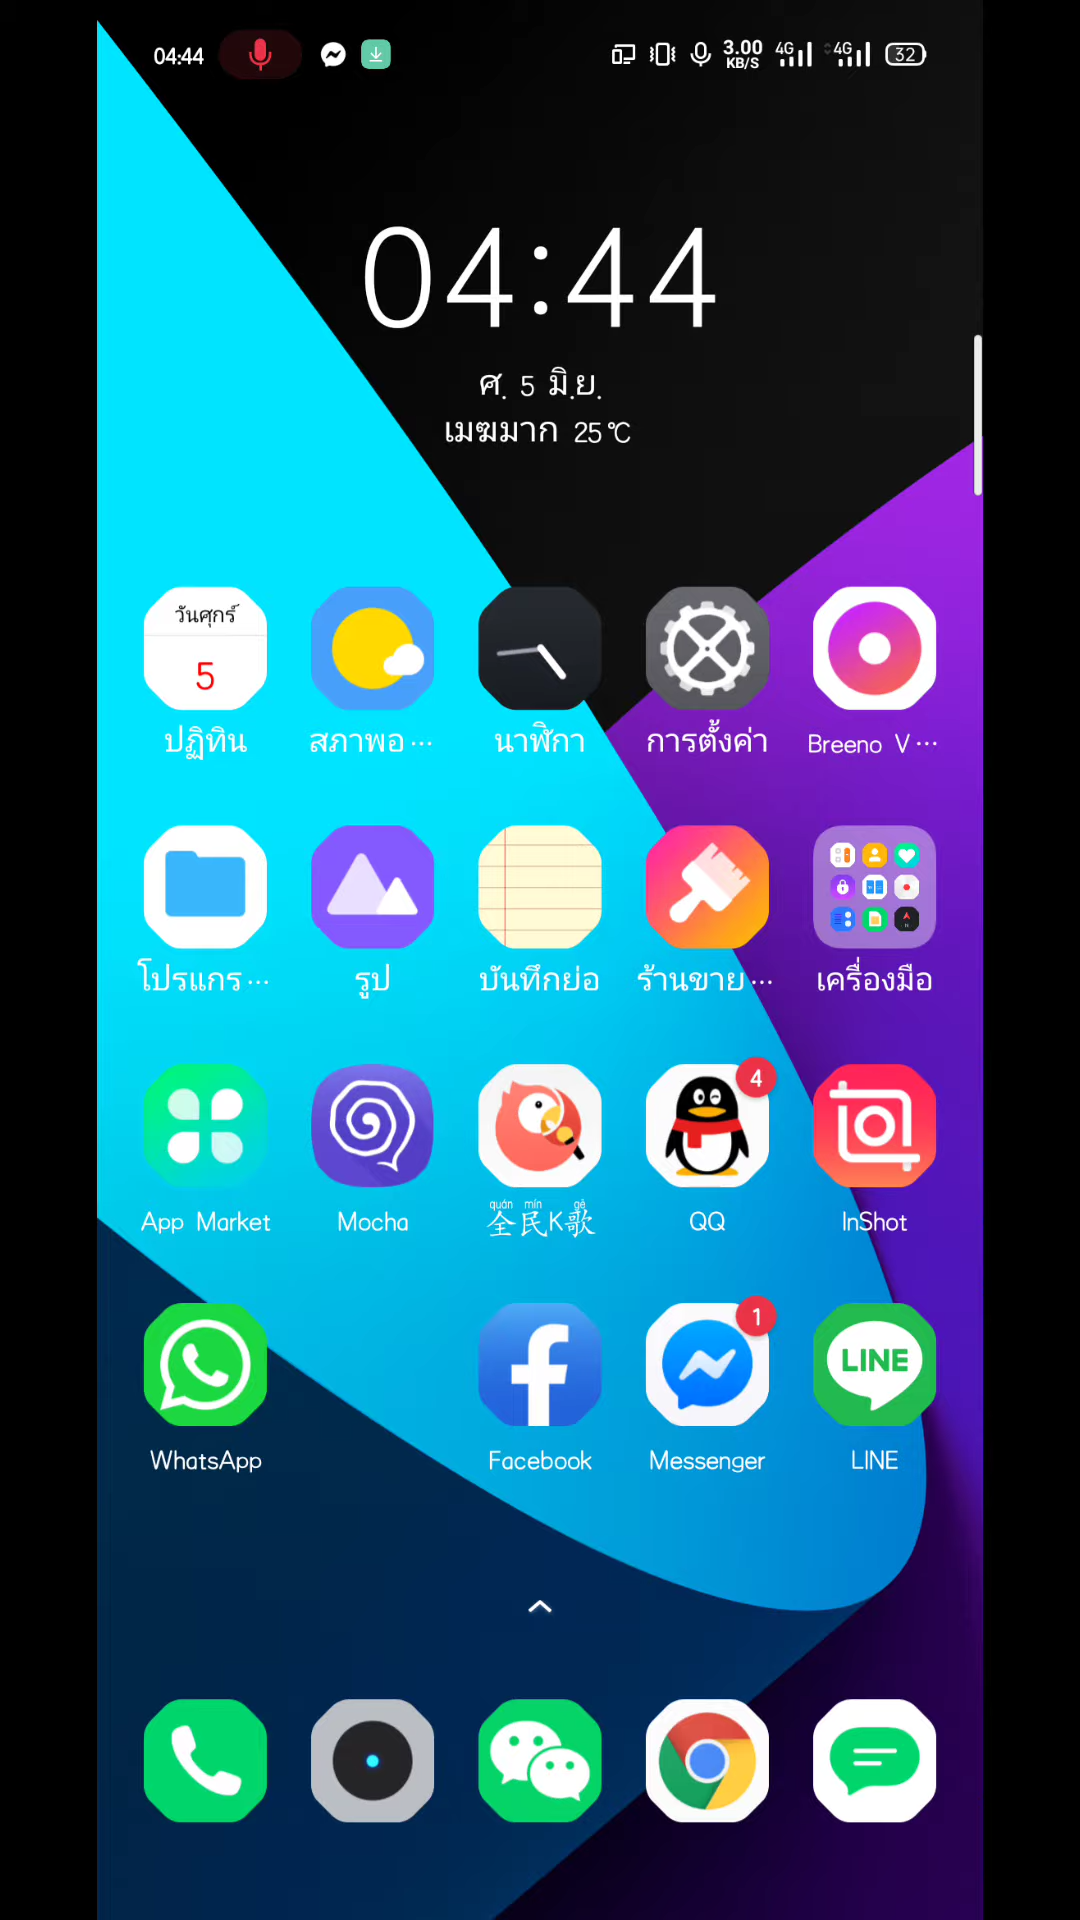 04:44
3.00
KB/S
4G
4G
32
04:44
ศ. 5 มิ.ย.
เมฆมาก 25℃
วันศุกร์
5
ปฏิทิน
สภาพอ...
นาฬิกา
การตั้งค่า
Breeno V...
โปรแกร...
รูป
บันทึกย่อ
ร้านขาย...
เครื่องมือ
4
App Market
Mocha
quán mín gē
全民K歌
QQ
InShot
1
LINE
WhatsApp
Facebook
Messenger
LINE